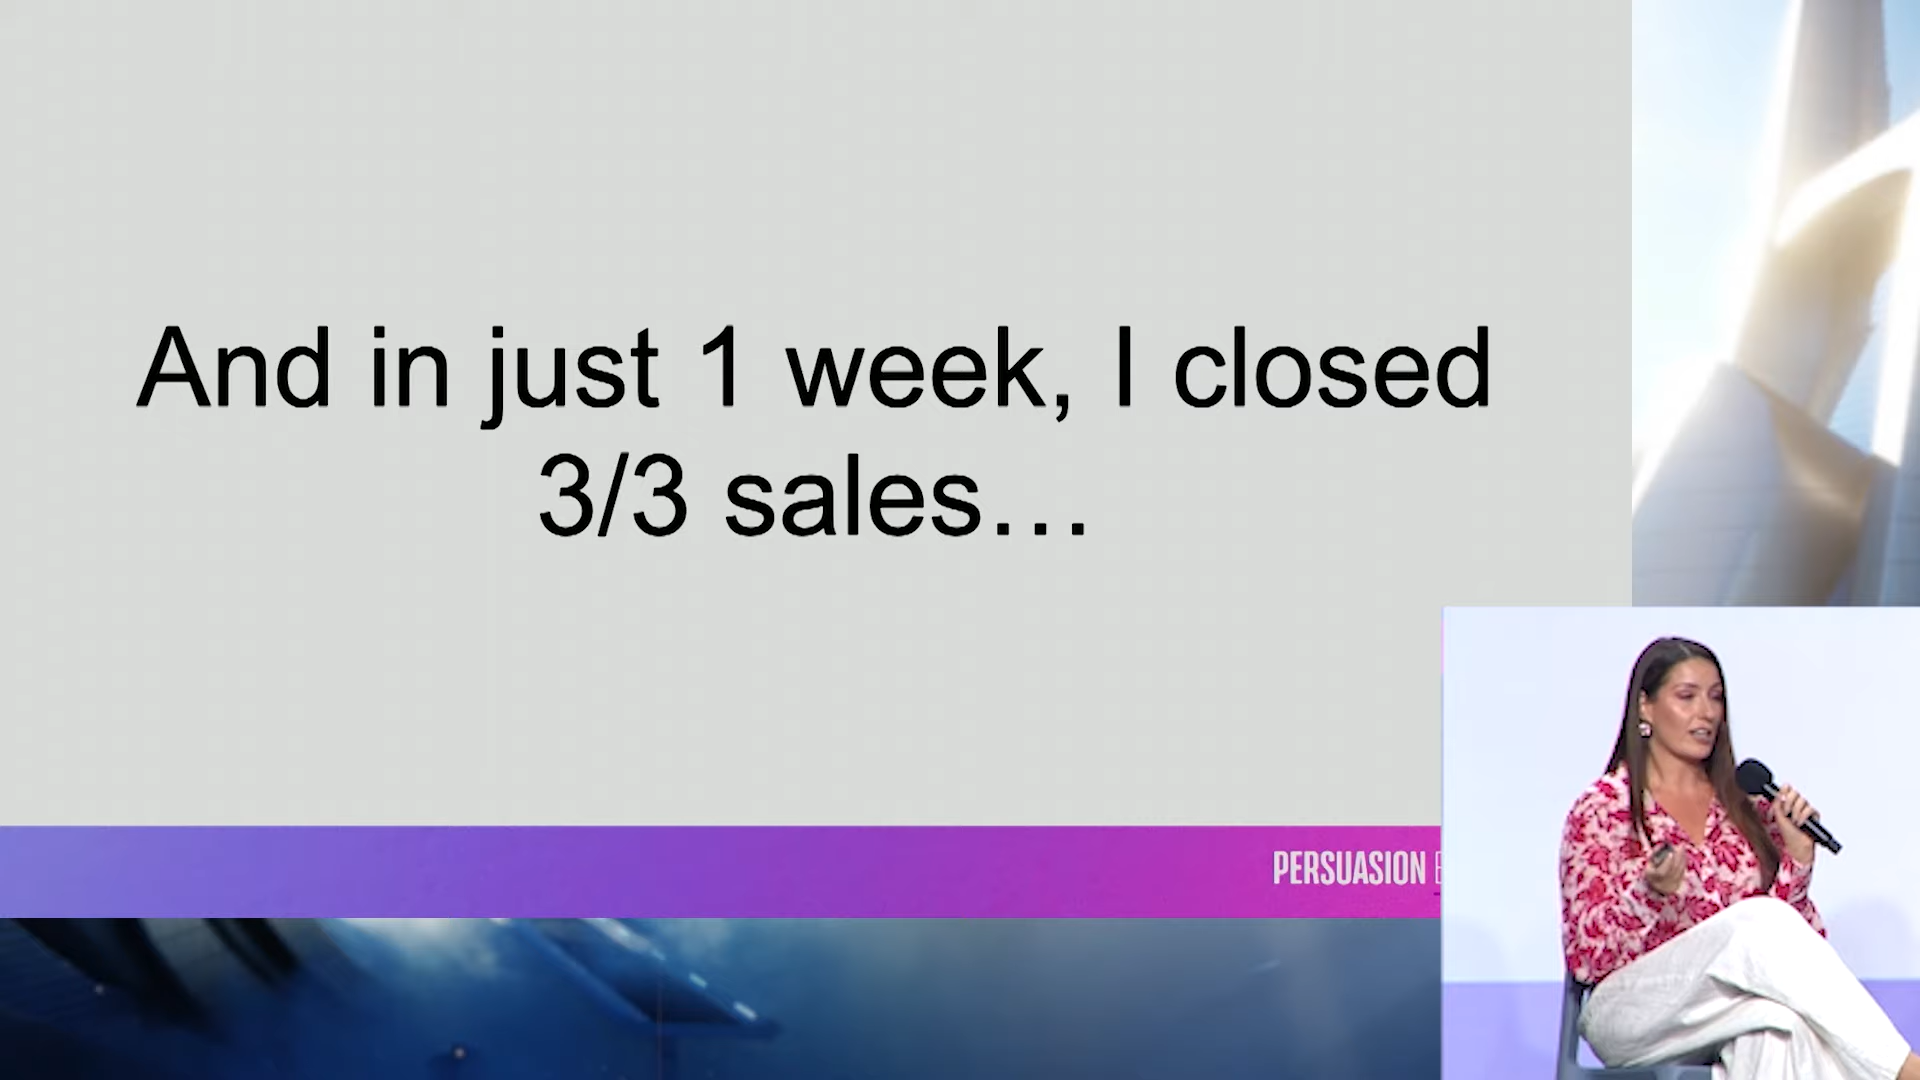 And in just 1 week, I closed
3/3 sales…
PERSUASION